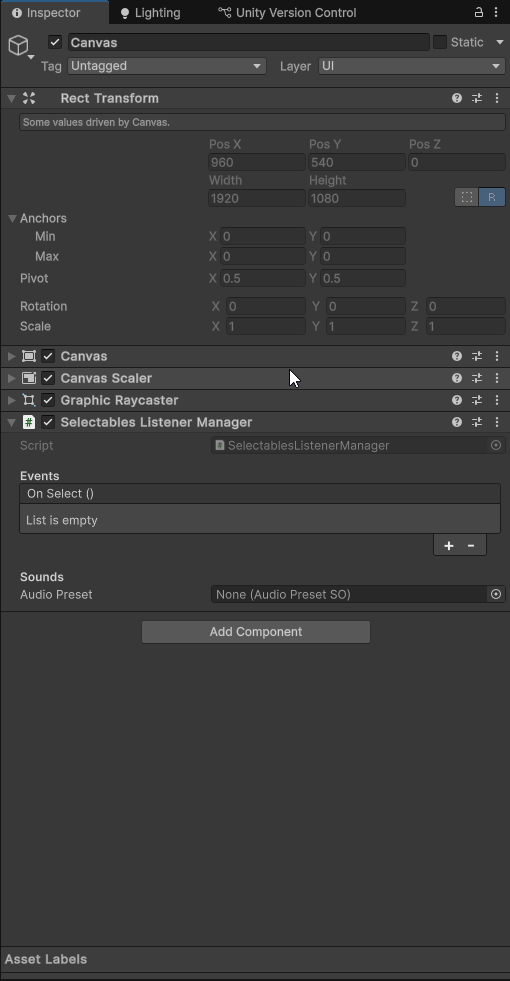 Inspector Lighting Unity Version Control
Canvas Static
Tag Untagged Layer UI
Rect Transform
Some values driven by Canvas.
Pos X Pos Y Pos Z
960 540 0
Width Height
1920 1080
R
Anchors
Min X 0 Y 0
Max X 0 Y 0
Pivot X 0.5 Y 0.5
Rotation X 0 Y 0 Z 0
Scale X 1 Y 1 Z 1
Canvas
Canvas Scaler
Graphic Raycaster
# Selectables Listener Manager
Script # SelectablesListenerManager
Events
On Select ()
List is empty
+ -
Sounds
Audio Preset None (Audio Preset SO)
Add Component
Asset Labels